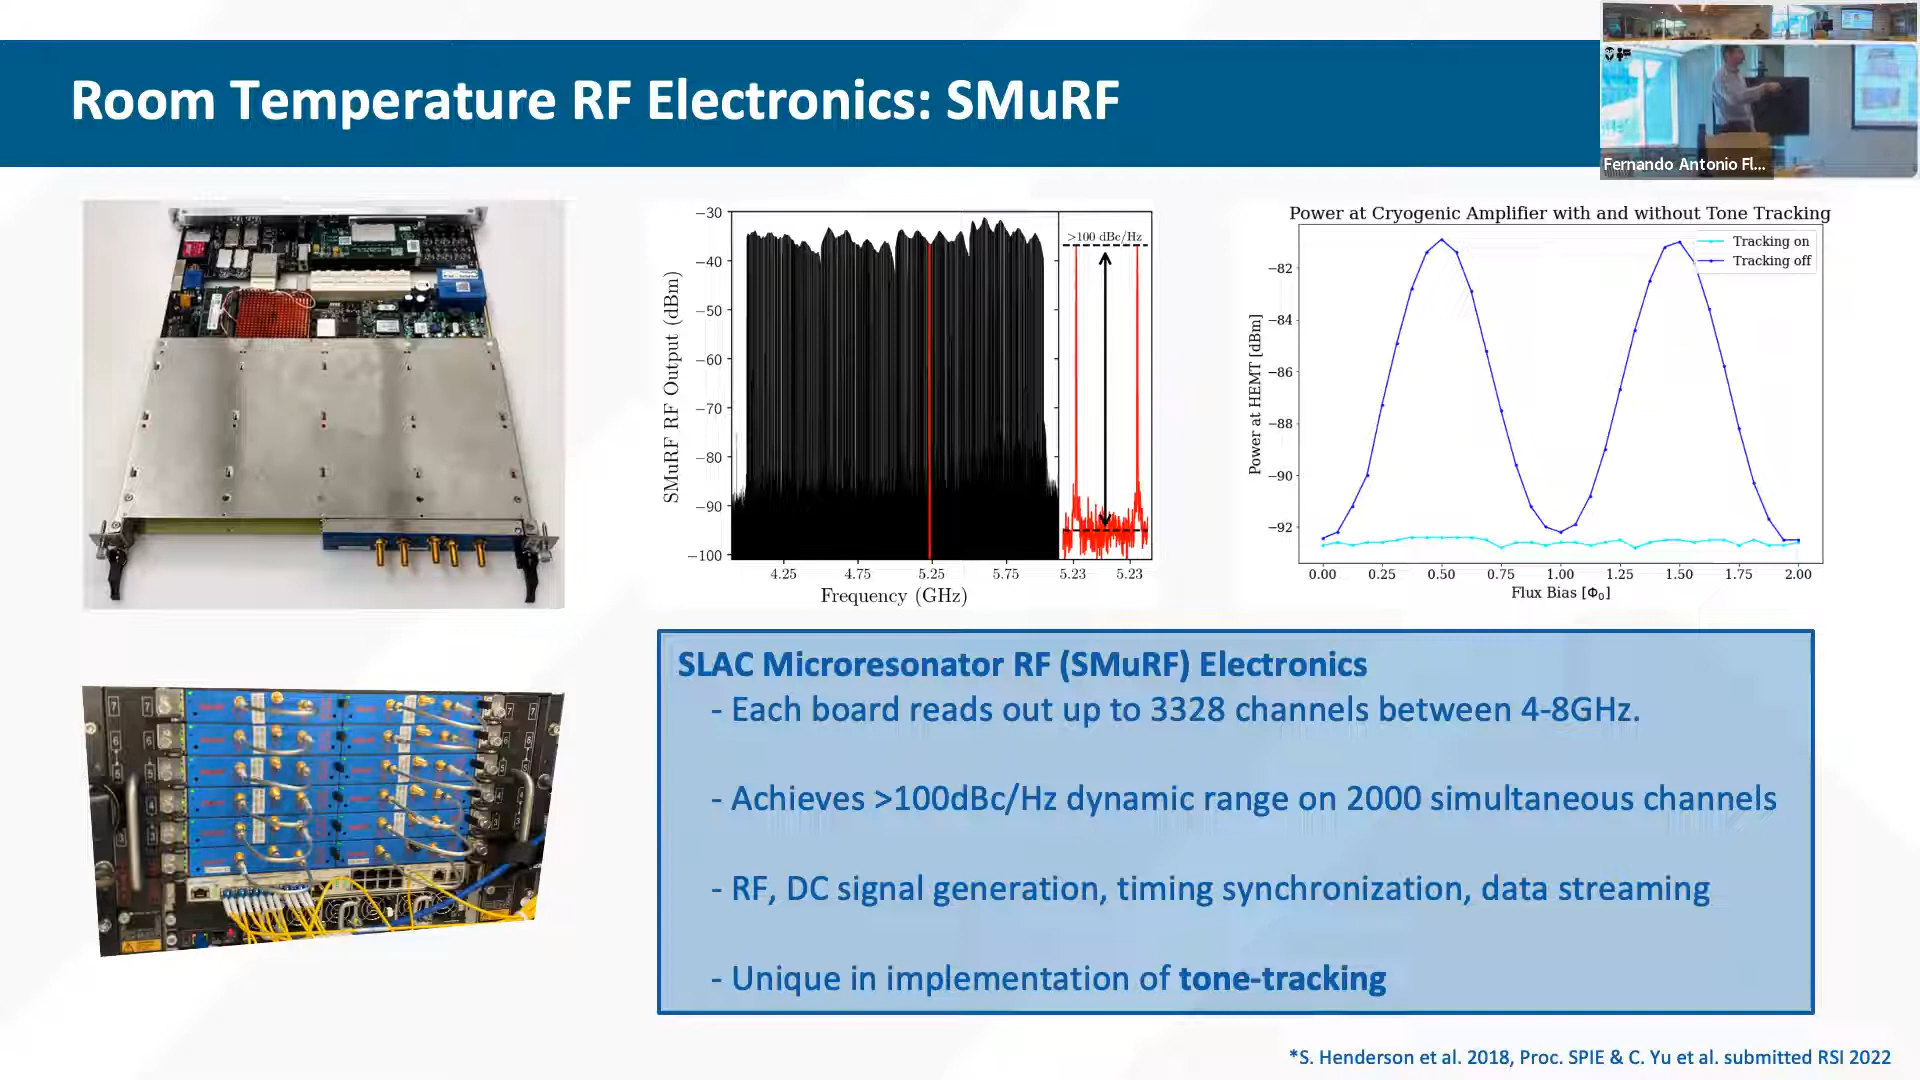 Room Temperature RF Electronics: SMuRF
Fernando Antonio Fl...
−30
−40
−50
−60
−70
−80
−90
−100
SMuRF RF Output (dBm)
>100 dBc/Hz
4.25
4.75
5.25
5.75
5.23
5.23
Frequency (GHz)
Power at Cryogenic Amplifier with and without Tone Tracking
Tracking on
Tracking off
−82
−84
−86
−88
−90
−92
Power at HEMT [dBm]
0.00
0.25
0.50
0.75
1.00
1.25
1.50
1.75
2.00
Flux Bias [Φ0]
SLAC Microresonator RF (SMuRF) Electronics
- Each board reads out up to 3328 channels between 4-8GHz.
- Achieves >100dBc/Hz dynamic range on 2000 simultaneous channels
- RF, DC signal generation, timing synchronization, data streaming
- Unique in implementation of tone-tracking
*S. Henderson et al. 2018, Proc. SPIE & C. Yu et al. submitted RSI 2022